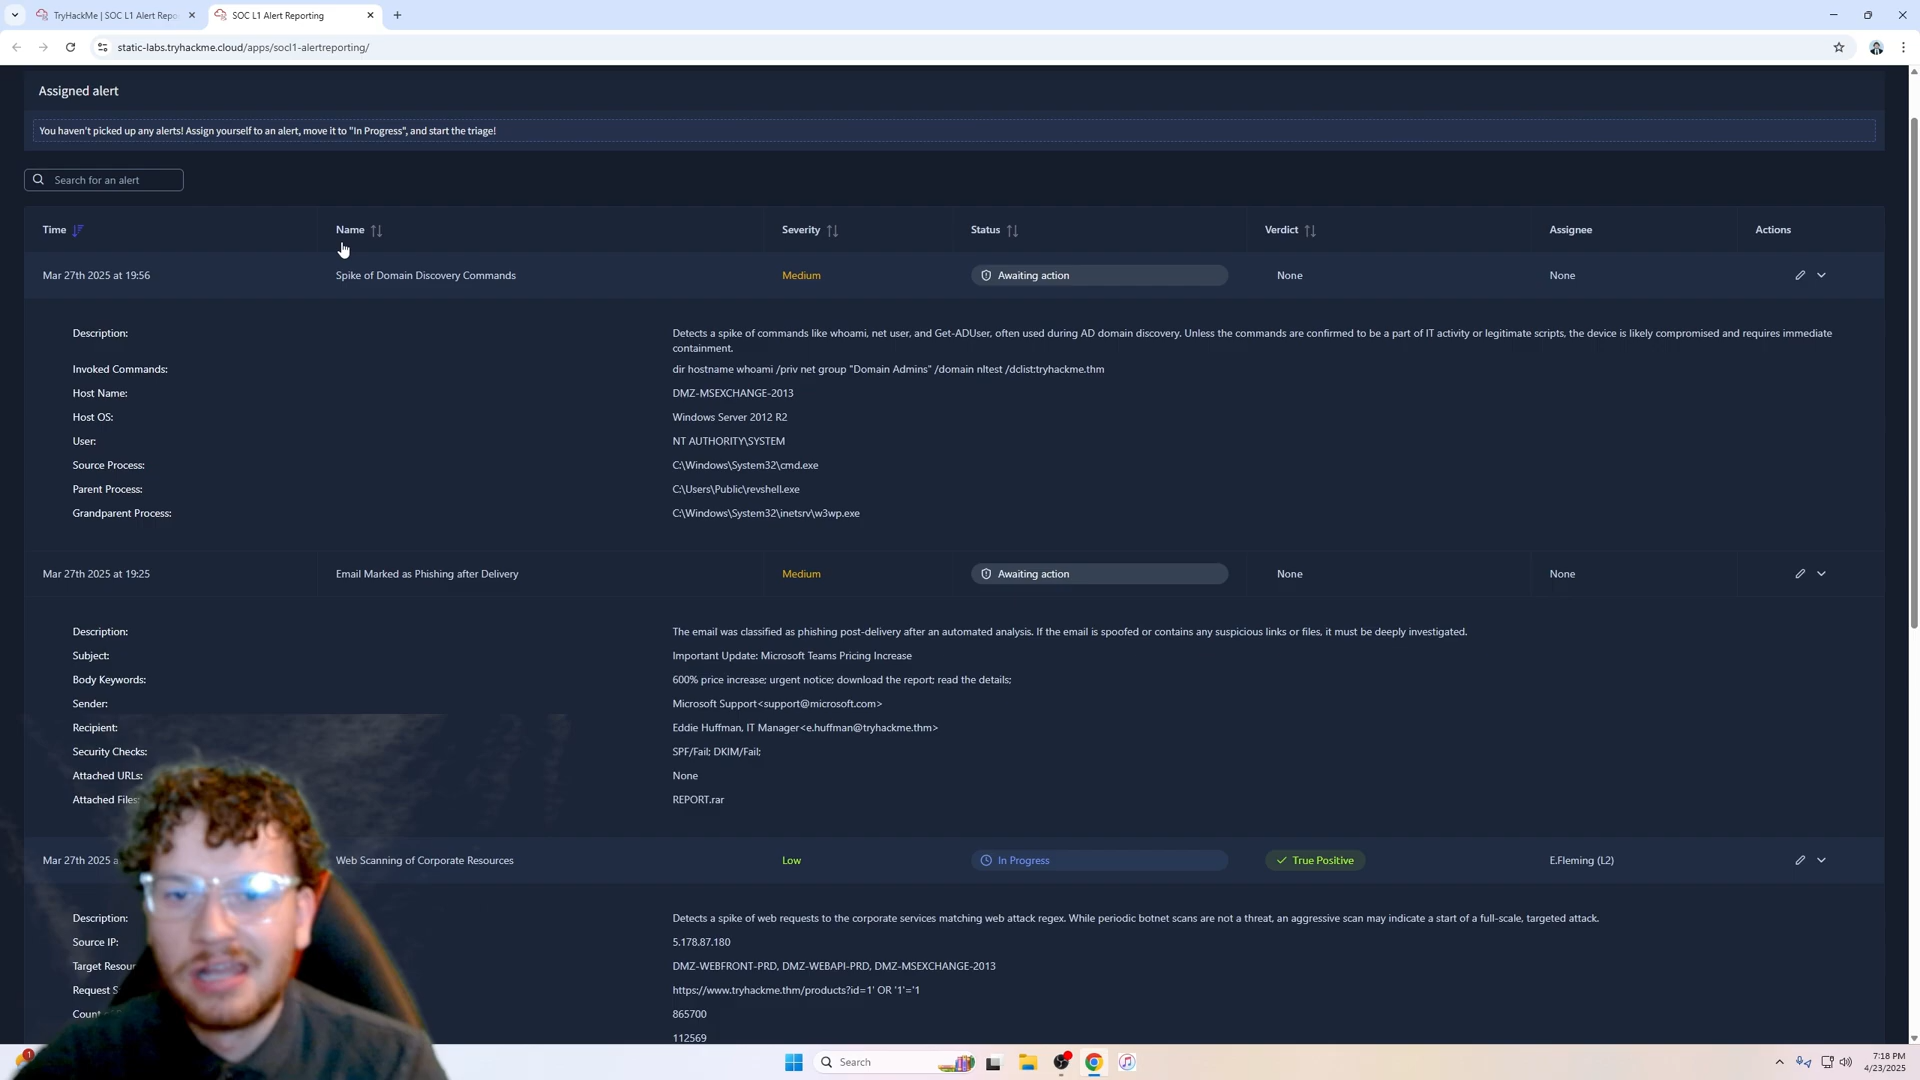 TryHackMe | SOC L1 Alert Repo
SOC L1 Alert Reporting
static-labs.tryhackme.cloud/apps/socl1-alertreporting/
Assigned alert
You haven't picked up any alerts! Assign yourself to an alert, move it to "In Progress", and start the triage!
Search for an alert
Time Name Severity Status Verdict Assignee Actions
Mar 27th 2025 at 19:56 Spike of Domain Discovery Commands Medium Awaiting action None None
Description: Detects a spike of commands like whoami, net user, and Get-ADUser, often used during AD domain discovery. Unless the commands are confirmed to be a part of IT activity or legitimate scripts, the device is likely compromised and requires immediate
containment.
Invoked Commands: dir hostname whoami /priv net group "Domain Admins" /domain nltest /dclist:tryhackme.thm
Host Name: DMZ-MSEXCHANGE-2013
Host OS: Windows Server 2012 R2
User: NT AUTHORITY\SYSTEM
Source Process: C:\Windows\System32\cmd.exe
Parent Process: C:\Users\Public\revshell.exe
Grandparent Process: C:\Windows\System32\inetsrv\w3wp.exe
Mar 27th 2025 at 19:25 Email Marked as Phishing after Delivery Medium Awaiting action None None
Description: The email was classified as phishing post-delivery after an automated analysis. If the email is spoofed or contains any suspicious links or files, it must be deeply investigated.
Subject: Important Update: Microsoft Teams Pricing Increase
Body Keywords: 600% price increase; urgent notice; download the report; read the details;
Sender: Microsoft Support<support@microsoft.com>
Recipient: Eddie Huffman, IT Manager<e.huffman@tryhackme.thm>
Security Checks: SPF/Fail; DKIM/Fail;
Attached URLs: None
Attached Files: REPORT.rar
Mar 27th 2025 a Web Scanning of Corporate Resources Low In Progress True Positive E.Fleming (L2)
Description: Detects a spike of web requests to the corporate services matching web attack regex. While periodic botnet scans are not a threat, an aggressive scan may indicate a start of a full-scale, targeted attack.
Source IP: 5.178.87.180
Target Resour DMZ-WEBFRONT-PRD, DMZ-WEBAPI-PRD, DMZ-MSEXCHANGE-2013
Request S https://www.tryhackme.thm/products?id=1' OR '1'='1
Count 865700
112569
1
Search
7:18 PM
4/23/2025